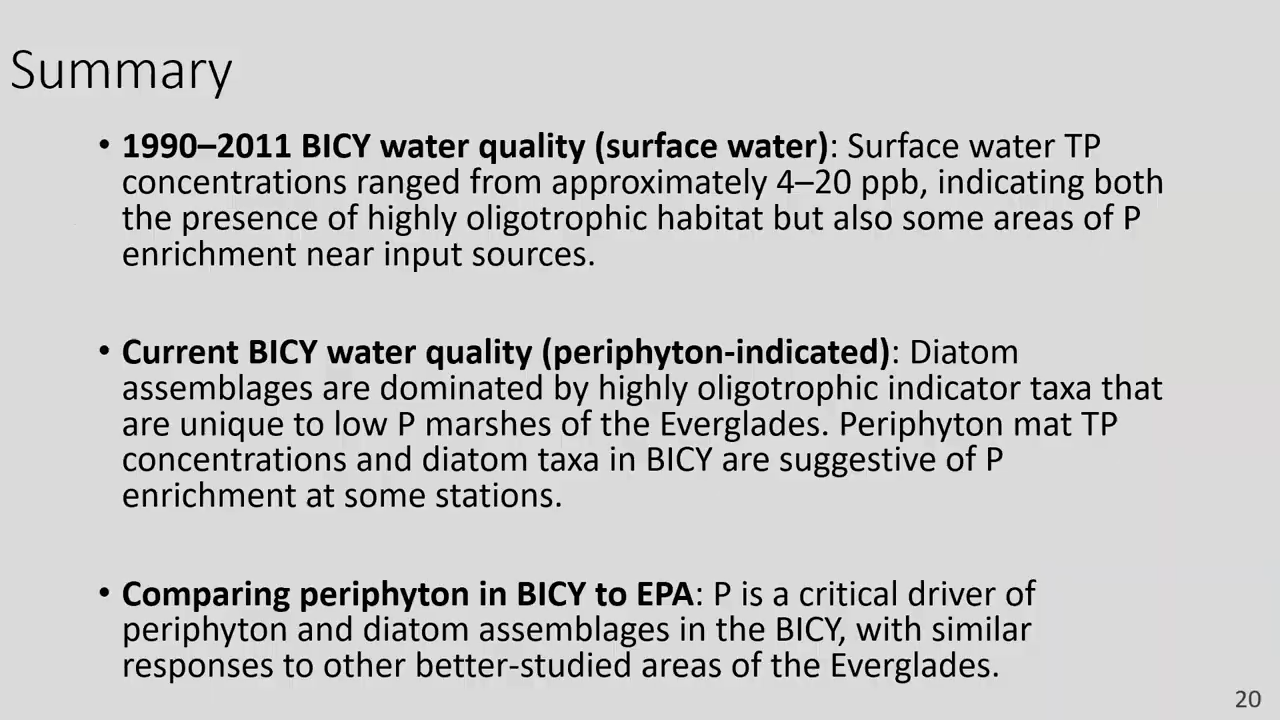 Summary
• 1990–2011 BICY water quality (surface water): Surface water TP
concentrations ranged from approximately 4–20 ppb, indicating both
the presence of highly oligotrophic habitat but also some areas of P
enrichment near input sources.
• Current BICY water quality (periphyton-indicated): Diatom
assemblages are dominated by highly oligotrophic indicator taxa that
are unique to low P marshes of the Everglades. Periphyton mat TP
concentrations and diatom taxa in BICY are suggestive of P
enrichment at some stations.
• Comparing periphyton in BICY to EPA: P is a critical driver of
periphyton and diatom assemblages in the BICY, with similar
responses to other better-studied areas of the Everglades.
20